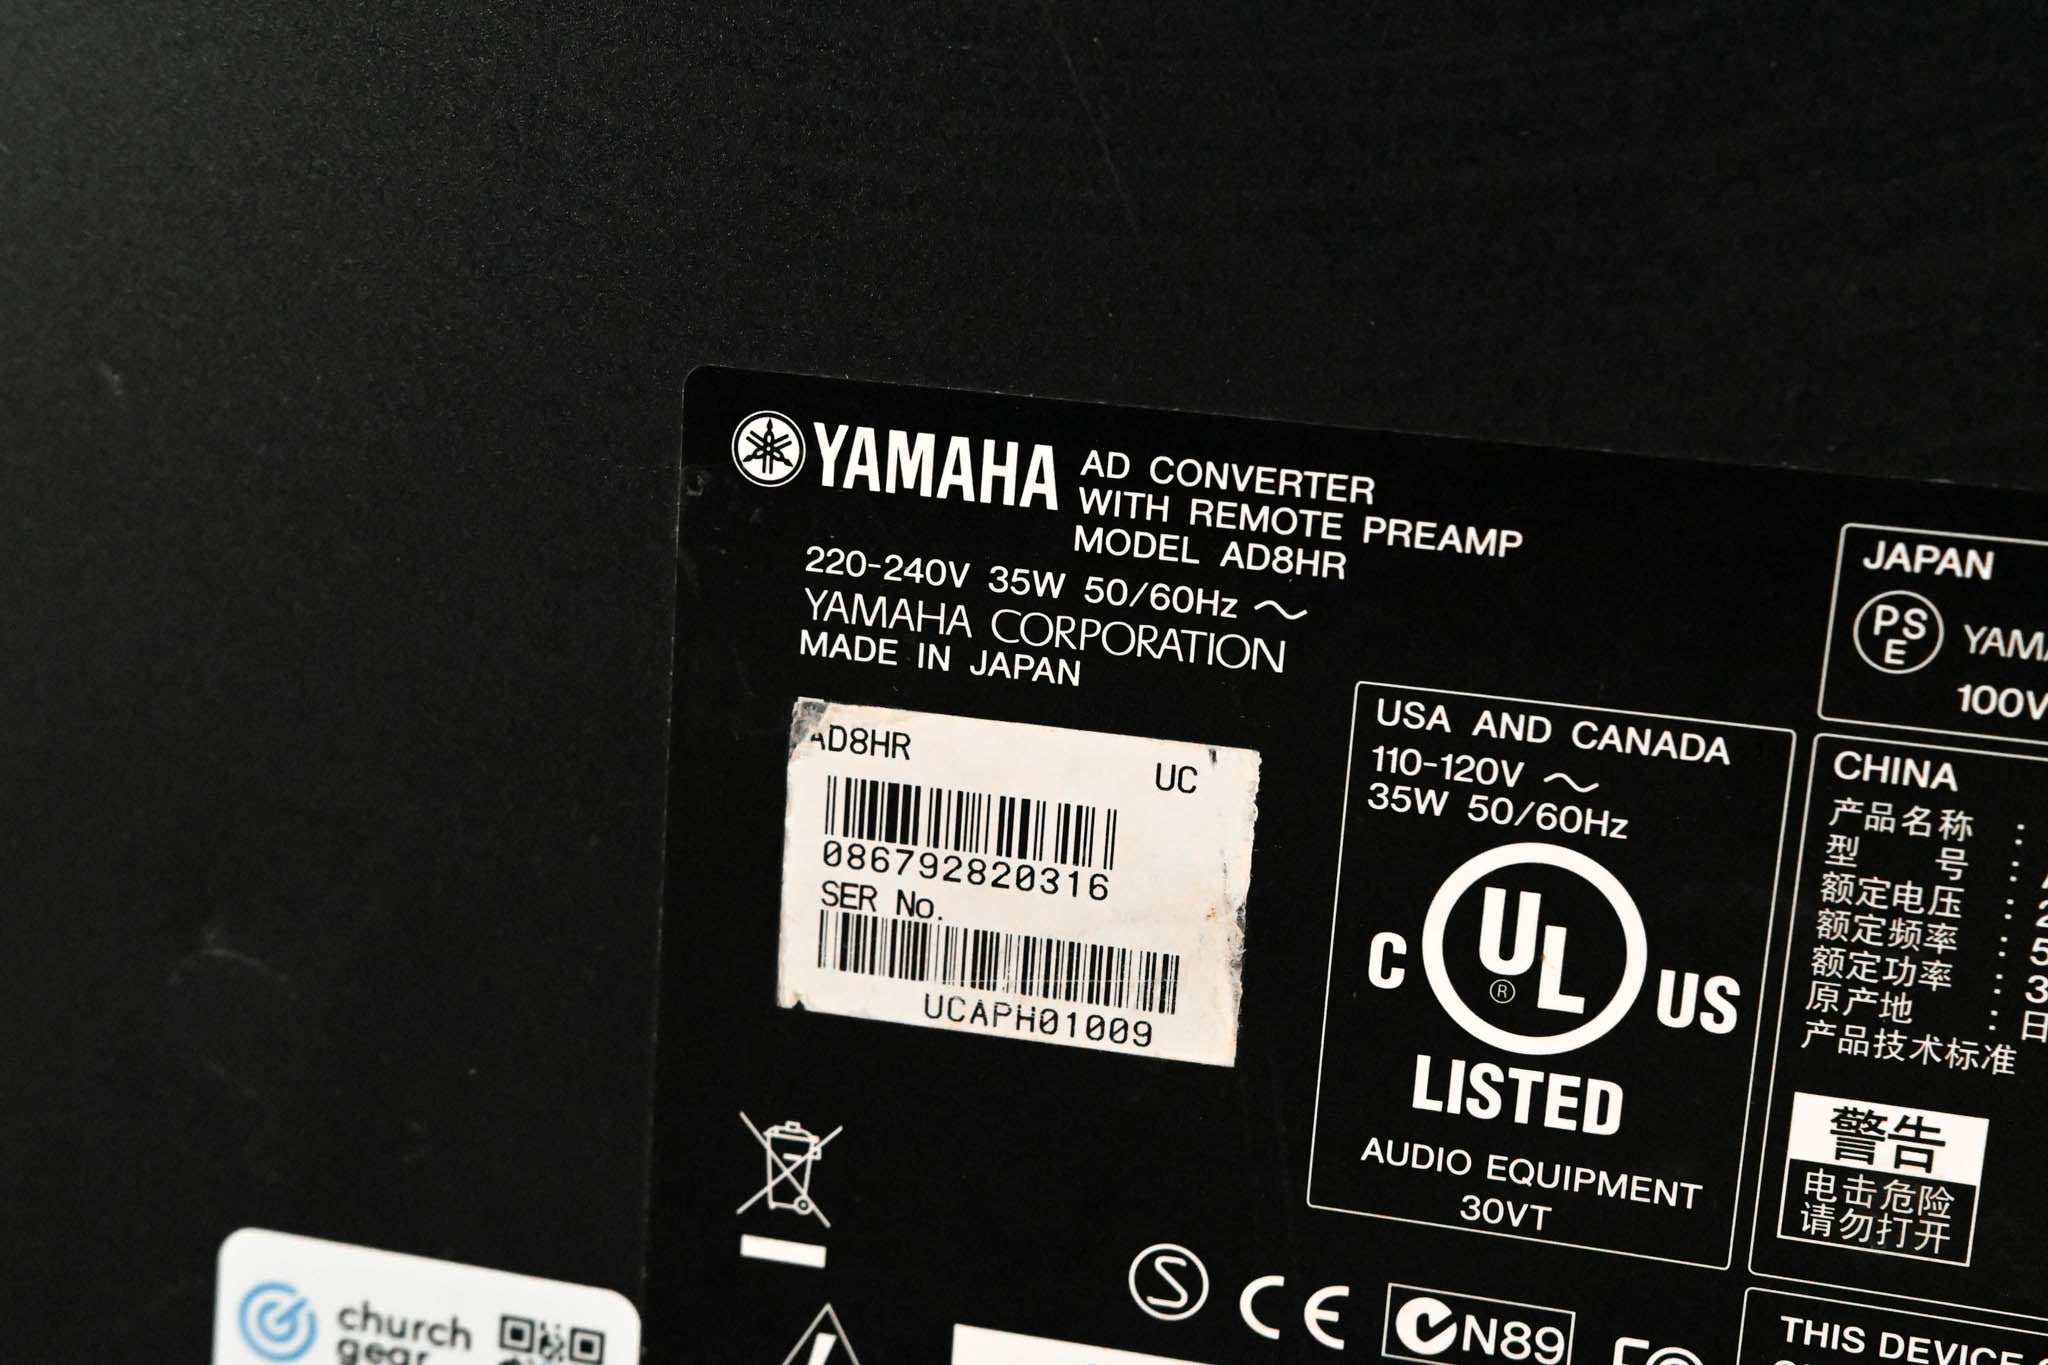 YAMAHA
AD CONVERTER
WITH REMOTE PREAMP
MODEL AD8HR
220-240V 35W 50/60Hz ～
YAMAHA CORPORATION
MADE IN JAPAN
AD8HR
UC
086792820316
SER No.
UCAPH01009
USA AND CANADA
110-120V ～
35W 50/60Hz
C UL US
®
LISTED
AUDIO EQUIPMENT
30VT
JAPAN
PSE
100V
CHINA
产品名称 :
型 号 :
额定电压 :
额定频率 :
额定功率 :
原产地 :
产品技术标准
警告
电击危险
请勿打开
S CE N89
THIS DEVICE
church
gear